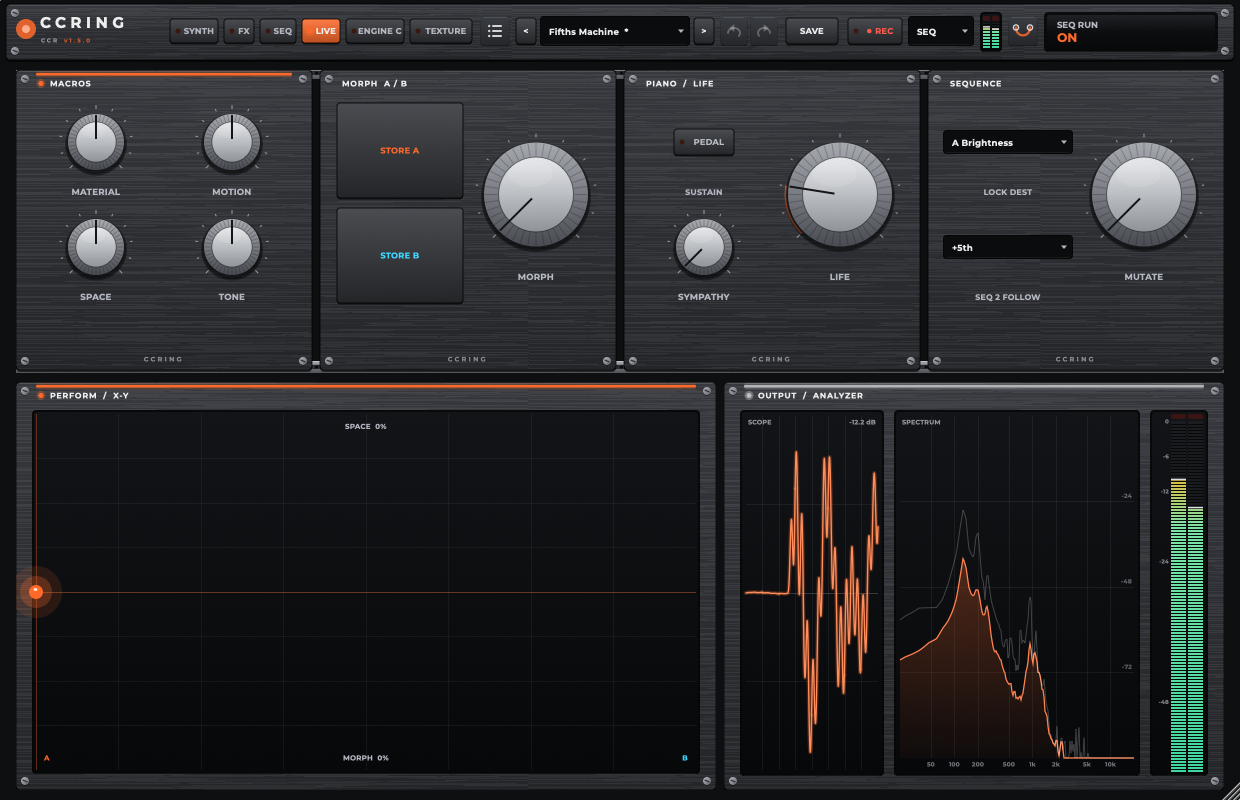 CCRING
CCR v1.5.0
SYNTH
FX
SEQ
LIVE
ENGINE C
TEXTURE
<
Fifths Machine *
>
SAVE
REC
SEQ
SEQ RUN
ON
MACROS
MATERIAL
MOTION
SPACE
TONE
CCRING
MORPH A / B
STORE A
STORE B
MORPH
CCRING
PIANO / LIFE
PEDAL
SUSTAIN
SYMPATHY
LIFE
CCRING
SEQUENCE
A Brightness
LOCK DEST
+5th
SEQ 2 FOLLOW
MUTATE
CCRING
PERFORM / X-Y
SPACE 0%
A
MORPH 0%
B
OUTPUT / ANALYZER
SCOPE
-12.2 dB
SPECTRUM
-24
-48
-72
50 100 200 500 1k 2k 5k 10k
0
-6
-12
-24
-48